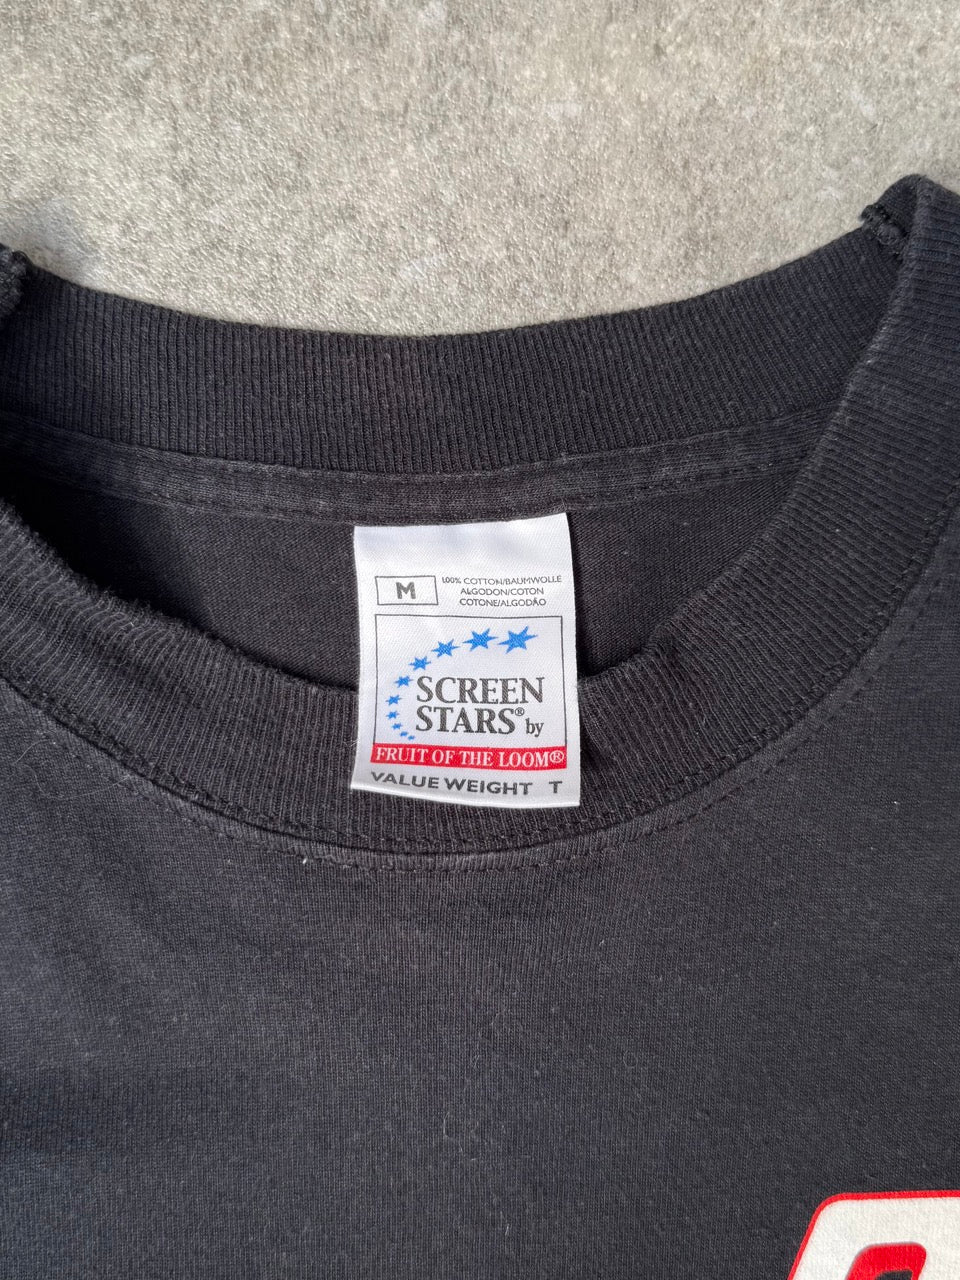 M
100% COTTON/BAUMWOLLE
ALGODON/COTON
COTONE/ALGODÃO
SCREEN
STARS® by
FRUIT OF THE LOOM®
VALUE WEIGHT T